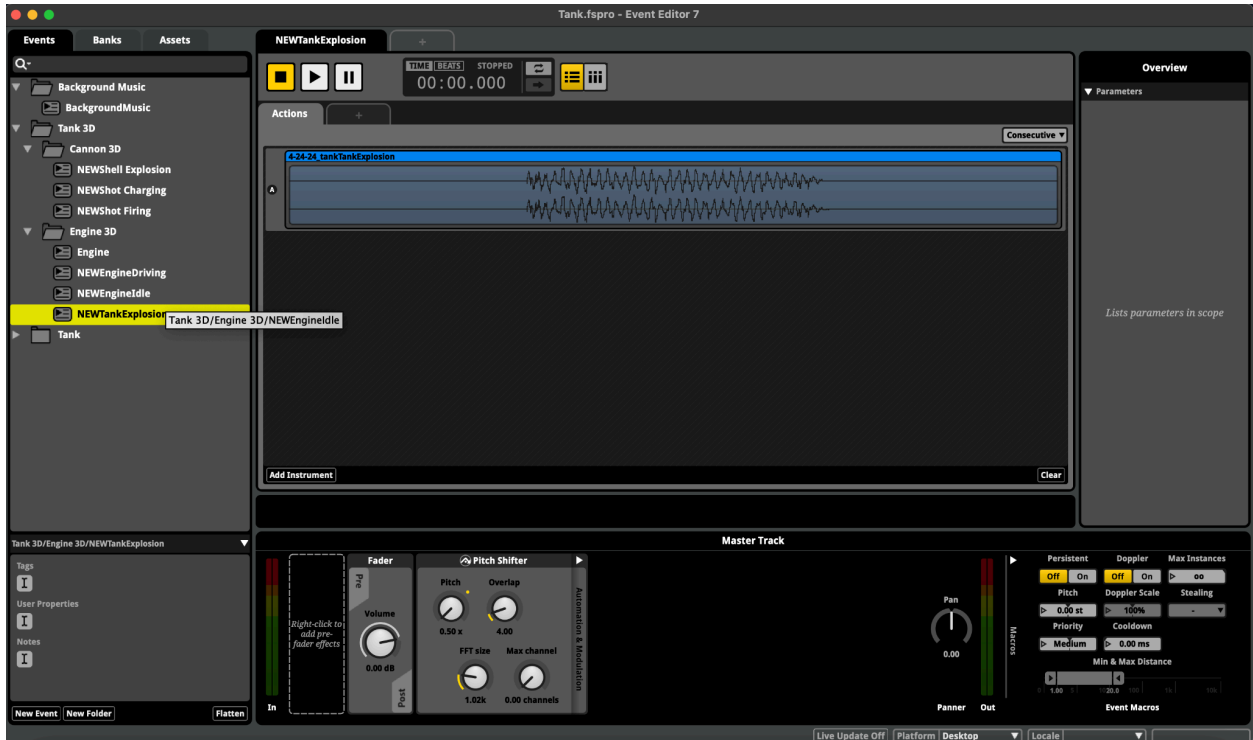 Tank.fspro - Event Editor 7
Events Banks Assets
NEWTankExplosion +
Background Music
BackgroundMusic
Tank 3D
Cannon 3D
NEWShell Explosion
NEWShot Charging
NEWShot Firing
Engine 3D
Engine
NEWEngineDriving
NEWEngineIdle
NEWTankExplosion
Tank 3D/Engine 3D/NEWEngineIdle
Tank
TIME BEATS STOPPED
00:00.000
Actions +
Consecutive
4-24-24_tankTankExplosion
A
Add Instrument Clear
Overview
Parameters
Lists parameters in scope
Tank 3D/Engine 3D/NEWTankExplosion
Tags
User Properties
Notes
New Event New Folder Flatten
Master Track
In
Right-click to
add pre-
fader effects
Fader
Pre
Volume
0.00 dB
Post
Pitch Shifter
Pitch Overlap
0.50 x 4.00
FFT size Max channel
1.02k 0.00 channels
Automation & Modulation
Pan
0.00
Panner Out
Macros
Persistent Doppler Max Instances
Off On Off On oo
Pitch Doppler Scale Stealing
0.00 st 100% -
Priority Cooldown
Medium 0.00 ms
Min & Max Distance
0 1.00 20.0 100 1k 10k
Event Macros
Live Update Off Platform Desktop Locale